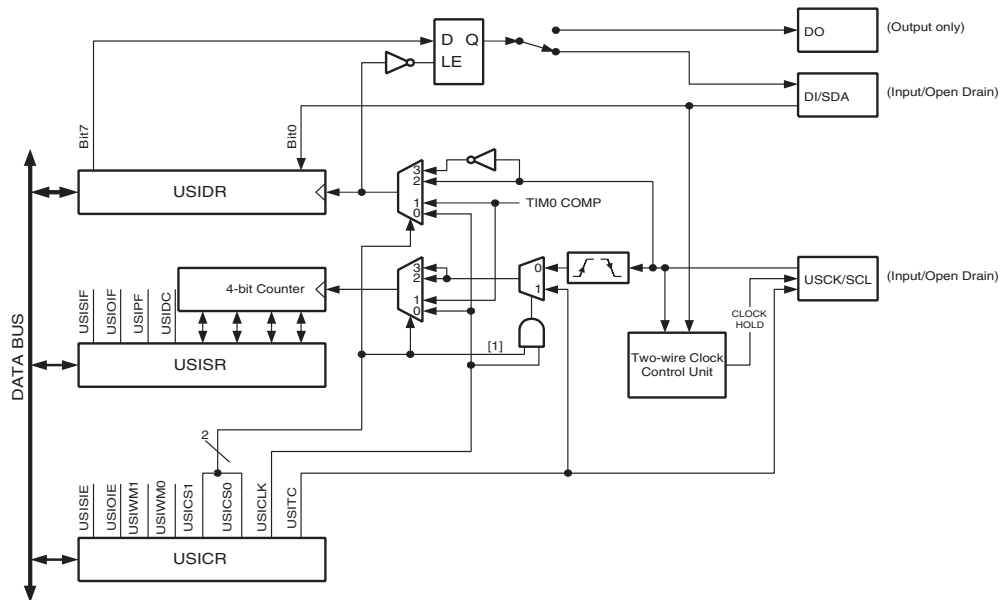 DO
(Output only)
D Q
LE
DI/SDA
(Input/Open Drain)
Bit7
Bit0
USIDR
3
2
1
0
TIM0 COMP
DATA BUS
USISIF
USIOIF
USIPF
USIDC
4-bit Counter
3
2
1
0
0
1
USCK/SCL
(Input/Open Drain)
CLOCK
HOLD
[1]
USISR
Two-wire Clock
Control Unit
2
USISIE
USIOIE
USIWM1
USIWM0
USICS1
USICS0
USICLK
USITC
USICR